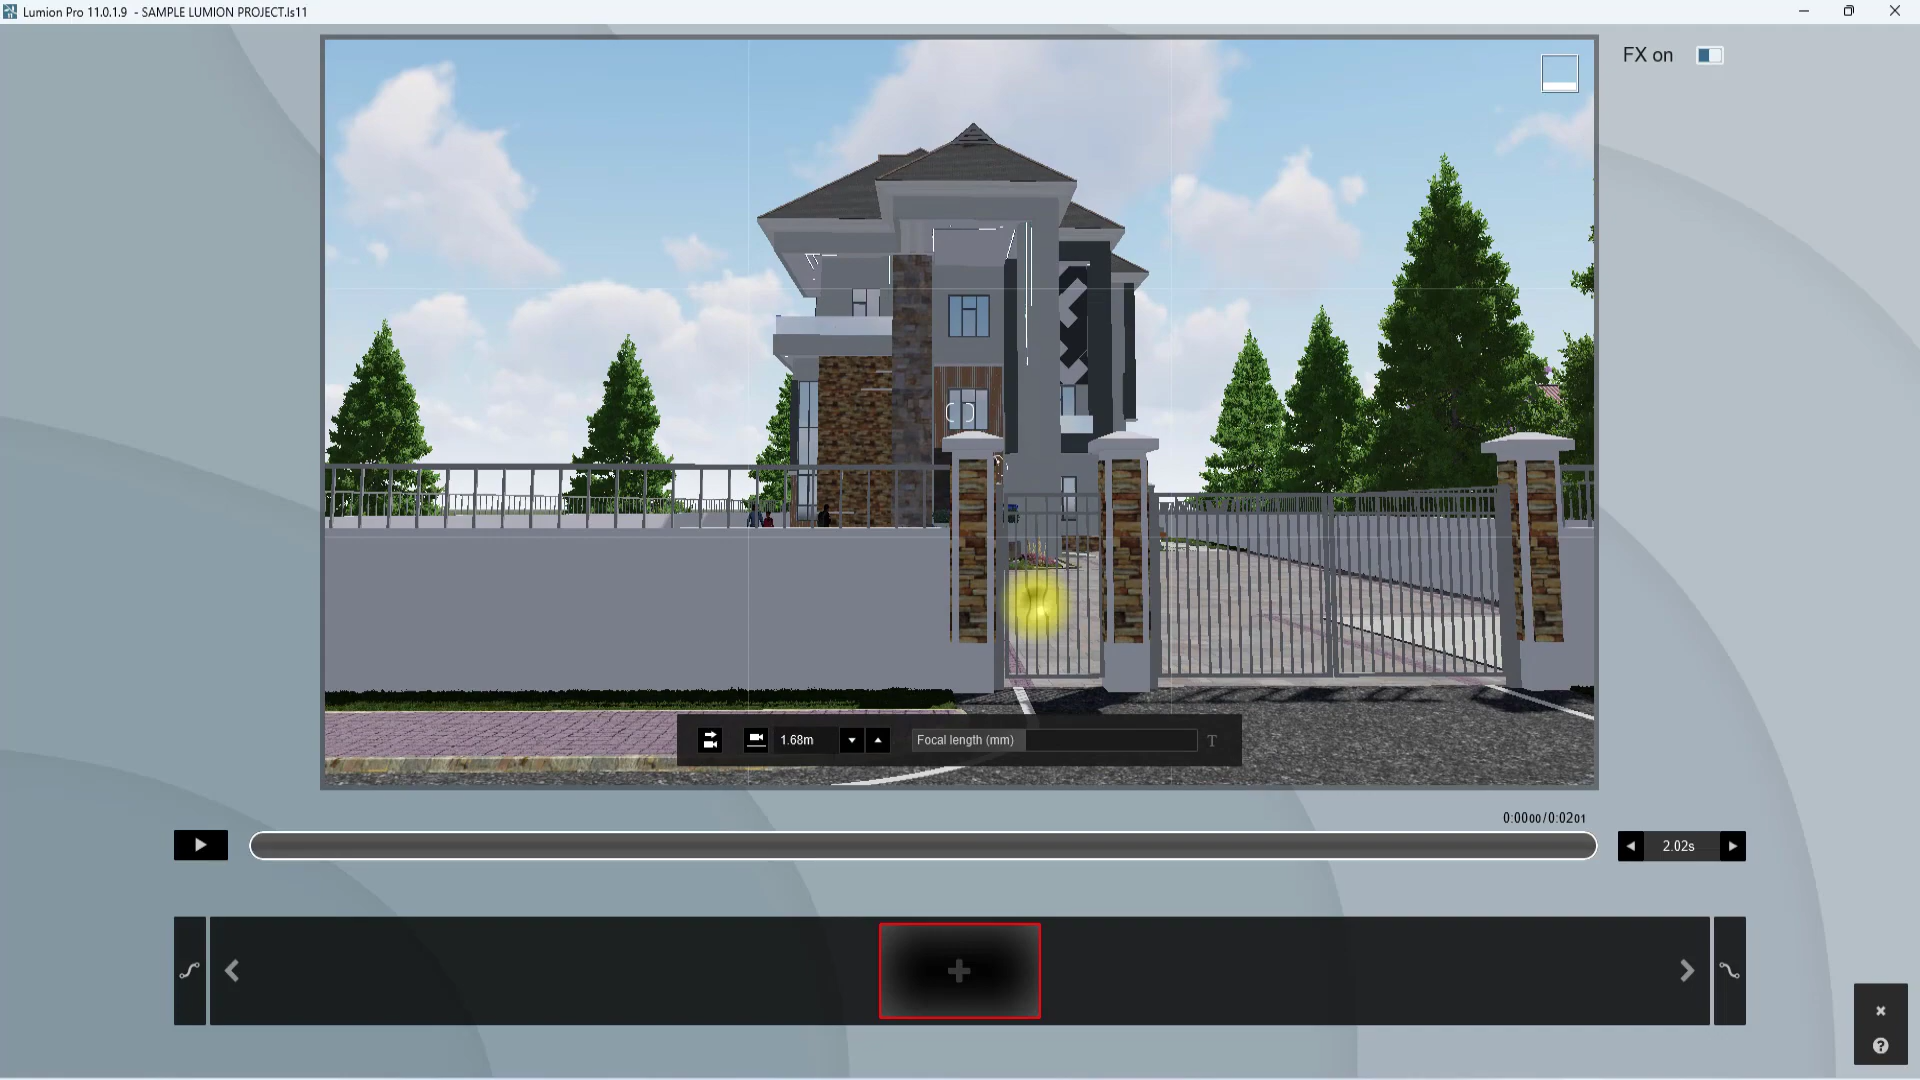 Lumion Pro 11.0.1.9 - SAMPLE LUMION PROJECT.ls11
FX on
1.68m
Focal length (mm)
T
0:0000/0:0201
2.02s